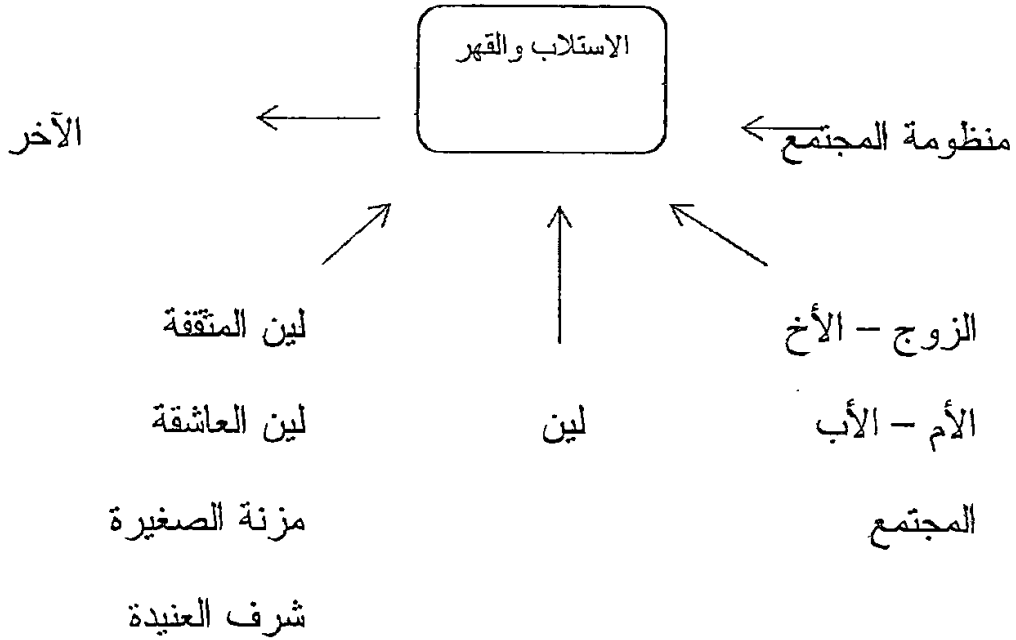 الاستلاب والقهر
منظومة المجتمع
الآخر
الزوج – الأخ
لين المثقفة
الأم – الأب
لين
لين العاشقة
المجتمع
مزنة الصغيرة
شرف العنيدة